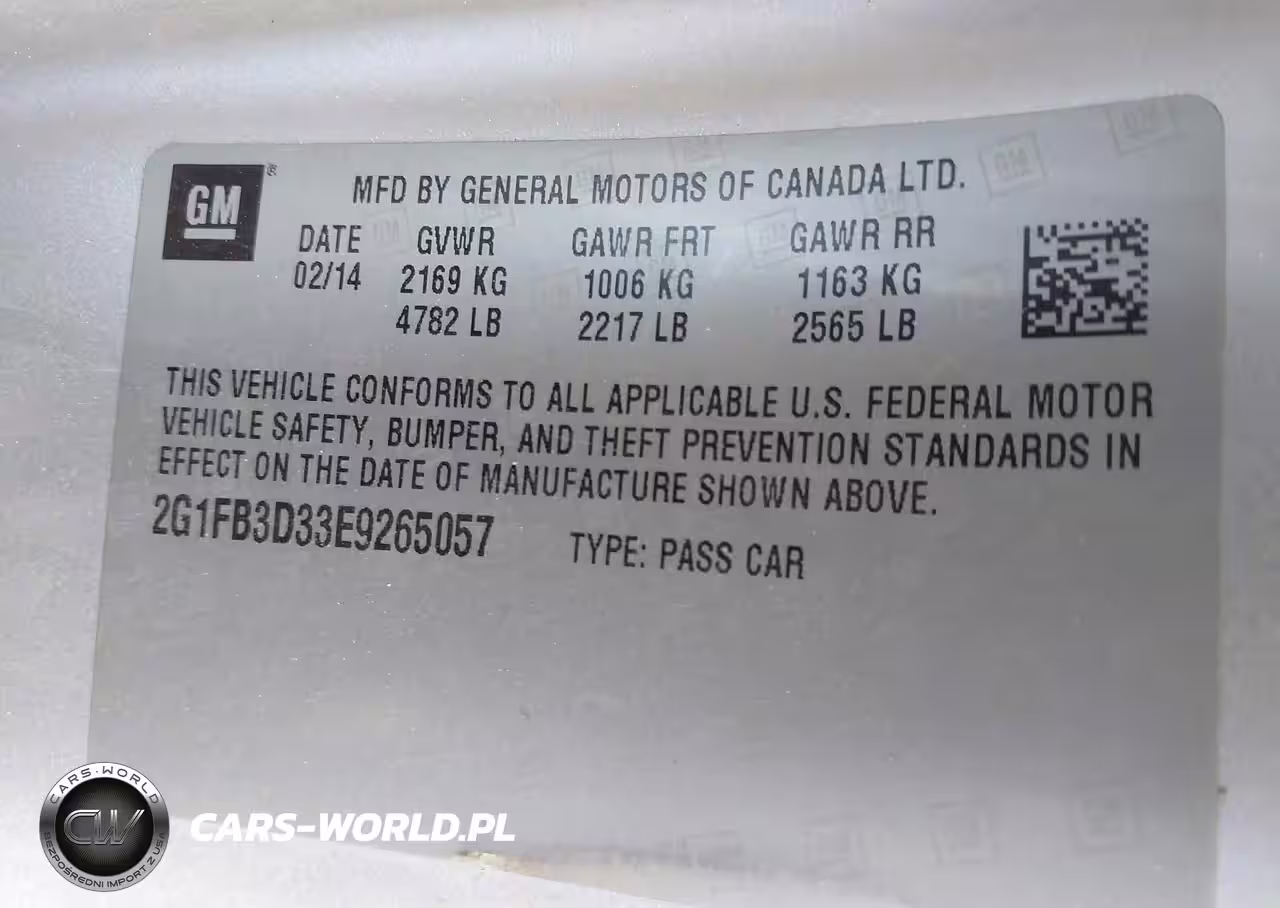 GM ®
MFD BY GENERAL MOTORS OF CANADA LTD.
DATE GVWR GAWR FRT GAWR RR
02/14 2169 KG 1006 KG 1163 KG
4782 LB 2217 LB 2565 LB
THIS VEHICLE CONFORMS TO ALL APPLICABLE U.S. FEDERAL MOTOR
VEHICLE SAFETY, BUMPER, AND THEFT PREVENTION STANDARDS IN
EFFECT ON THE DATE OF MANUFACTURE SHOWN ABOVE.
2G1FB3D33E9265057 TYPE: PASS CAR
CARS-WORLD
CW
BEZPOŚREDNI IMPORT Z USA
CARS-WORLD.PL